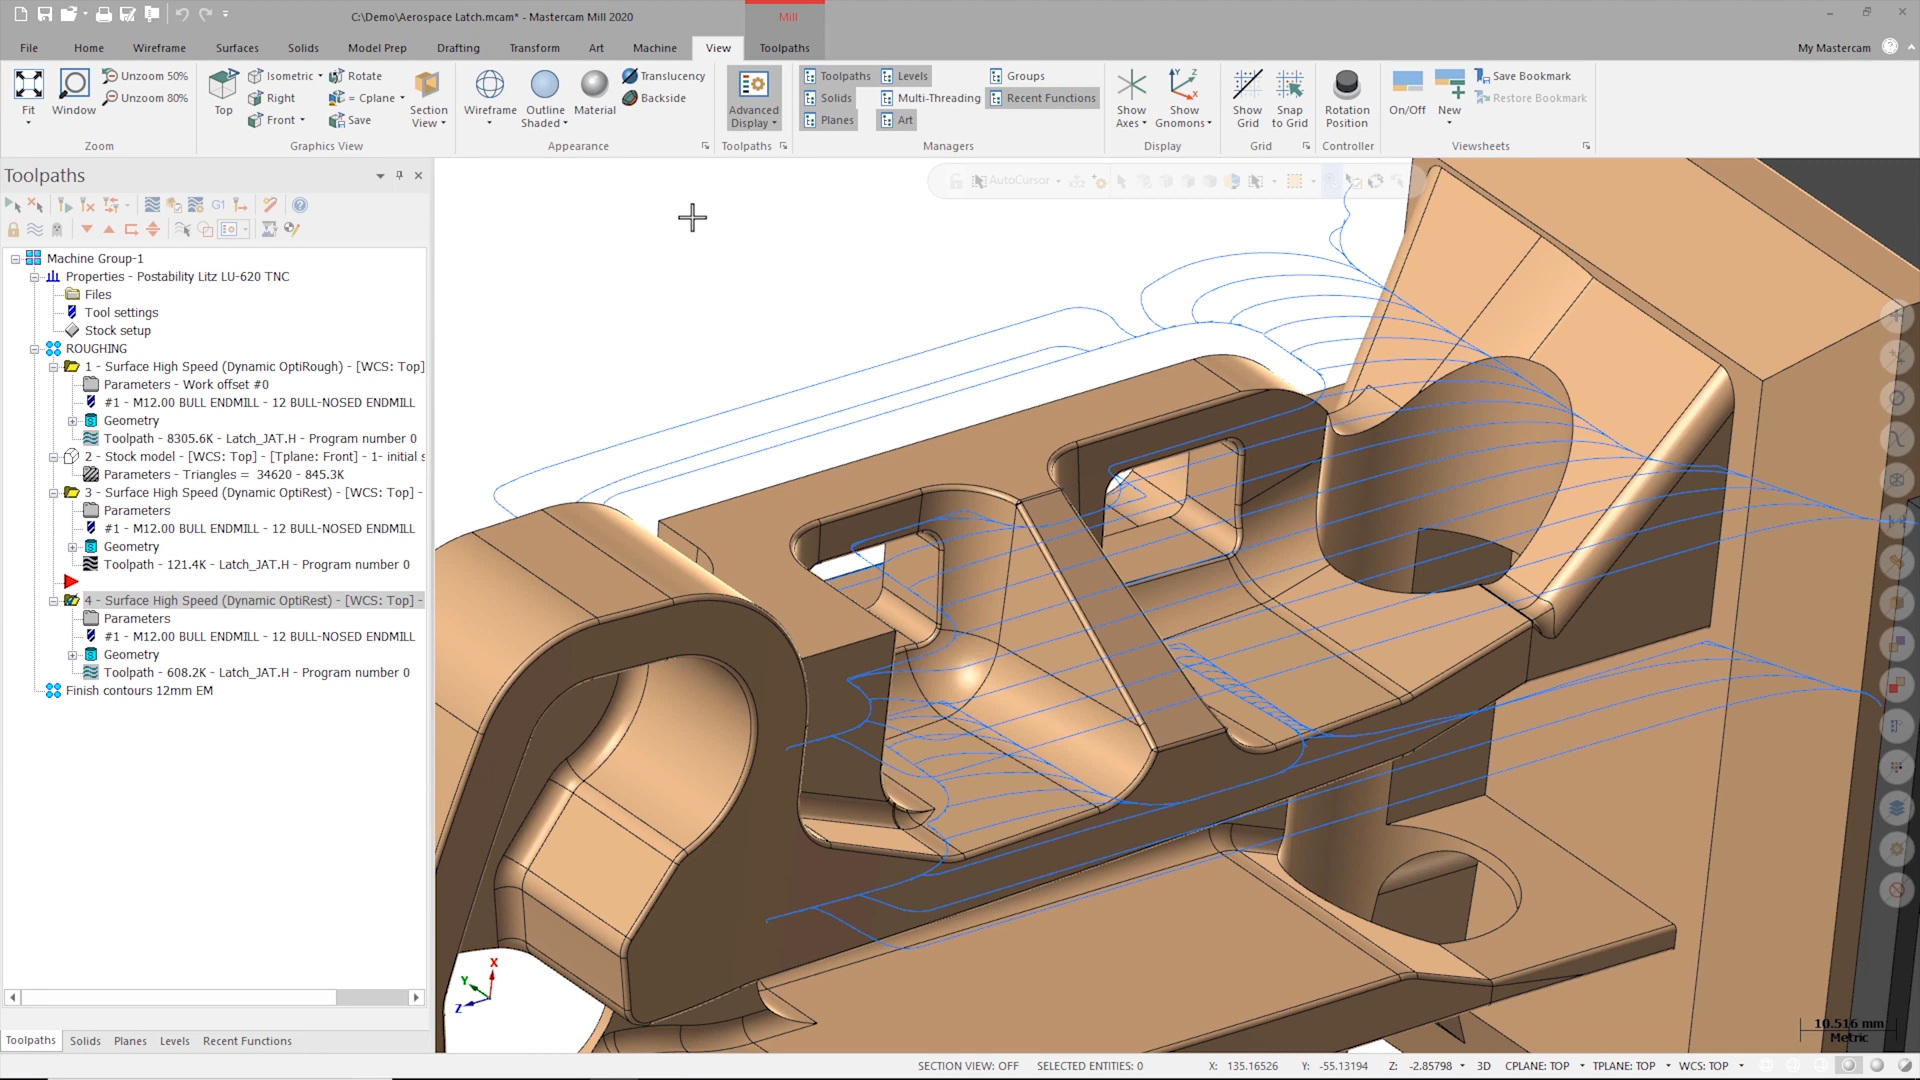 C:\Demo\Aerospace Latch.mcam* - Mastercam Mill 2020
Mill
File Home Wireframe Surfaces Solids Model Prep Drafting Transform Art Machine View Toolpaths My Mastercam
Unzoom 50% Isometric Rotate Translucency Toolpaths Levels Groups Save Bookmark
Unzoom 80% Right = Cplane Backside Solids Multi-Threading Recent Functions Restore Bookmark
Front Save Planes Art
Fit Window Top Section View Wireframe Outline Shaded Material Advanced Display Show Axes Show Gnomons Show Grid Snap to Grid Rotation Position On/Off New
Zoom Graphics View Appearance Toolpaths Managers Display Grid Controller Viewsheets
Toolpaths
G1
AutoCursor
Machine Group-1
Properties - Postability Litz LU-620 TNC
Files
Tool settings
Stock setup
ROUGHING
1 - Surface High Speed (Dynamic OptiRough) - [WCS: Top]
Parameters - Work offset #0
#1 - M12.00 BULL ENDMILL - 12 BULL-NOSED ENDMILL
Geometry
Toolpath - 8305.6K - Latch_JAT.H - Program number 0
2 - Stock model - [WCS: Top] - [Tplane: Front] - 1- initial s
Parameters - Triangles = 34620 - 845.3K
3 - Surface High Speed (Dynamic OptiRest) - [WCS: Top] -
Parameters
#1 - M12.00 BULL ENDMILL - 12 BULL-NOSED ENDMILL
Geometry
Toolpath - 121.4K - Latch_JAT.H - Program number 0
4 - Surface High Speed (Dynamic OptiRest) - [WCS: Top] -
Parameters
#1 - M12.00 BULL ENDMILL - 12 BULL-NOSED ENDMILL
Geometry
Toolpath - 608.2K - Latch_JAT.H - Program number 0
Finish contours 12mm EM
X
Y
Z
10.516 mm
Metric
Toolpaths Solids Planes Levels Recent Functions
SECTION VIEW: OFF SELECTED ENTITIES: 0 X: 135.16526 Y: -55.13194 Z: -2.85798 3D CPLANE: TOP TPLANE: TOP WCS: TOP